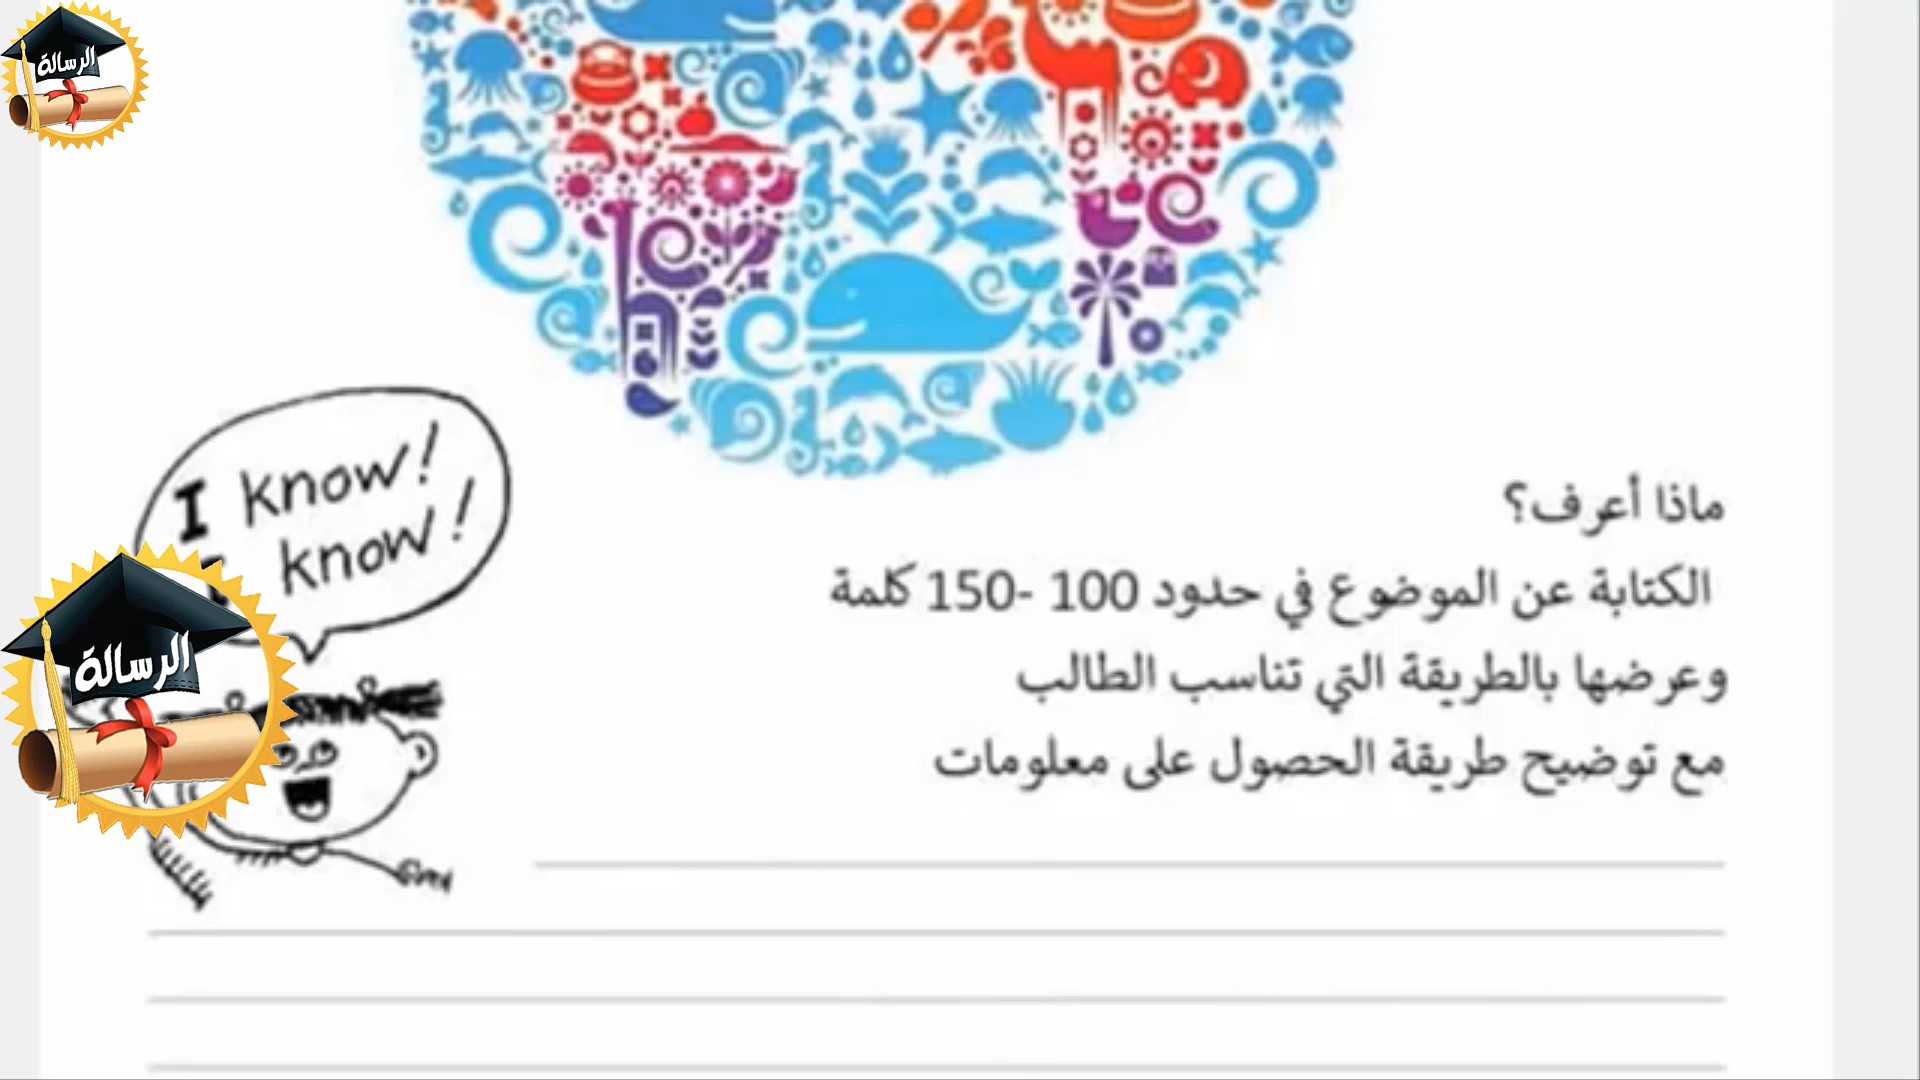 الرسالة
I know!
know!
ماذا أعرف؟
الكتابة عن الموضوع في حدود 100 -150 كلمة
وعرضها بالطريقة التي تناسب الطالب
مع توضيح طريقة الحصول على معلومات
الرسالة